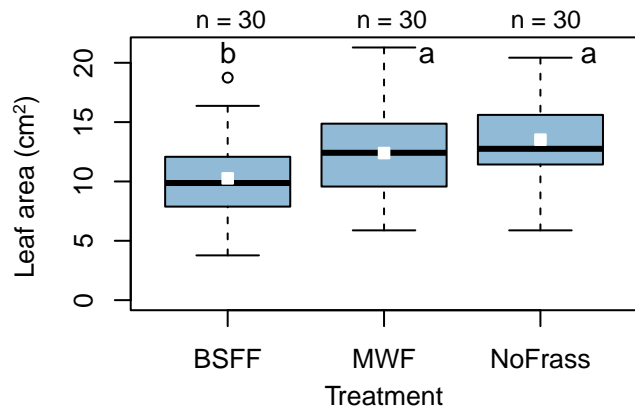 n = 30 n = 30 n = 30
b a a
20
15
10
5
0
Leaf area (cm²)
BSFF MWF NoFrass
Treatment